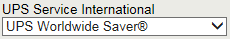 UPS Service International
UPS Worldwide Saver®